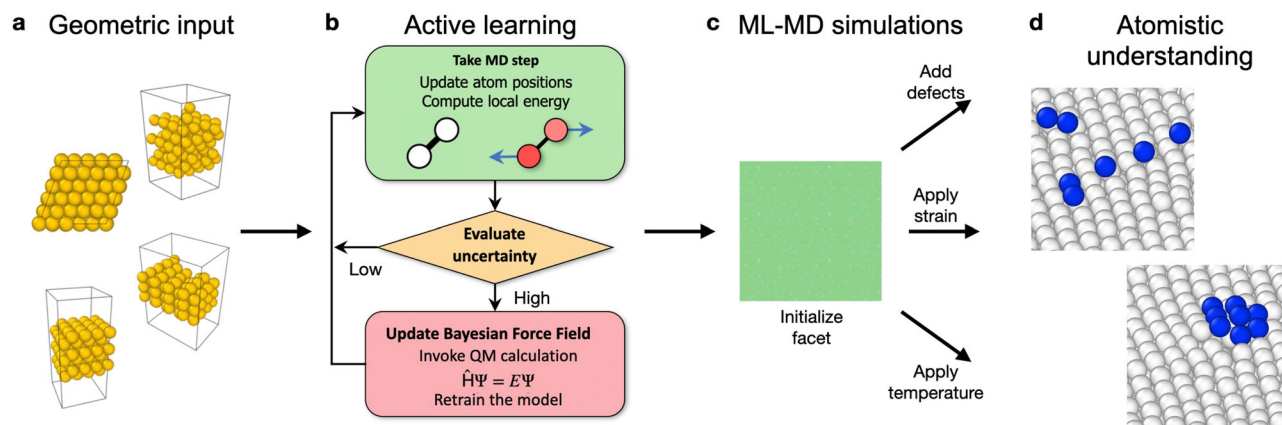 a Geometric input
b Active learning
Take MD step
Update atom positions
Compute local energy
Evaluate
uncertainty
Low
High
Update Bayesian Force Field
Invoke QM calculation
ĤΨ = EΨ
Retrain the model
c ML-MD simulations
Initialize
facet
Add
defects
Apply
strain
Apply
temperature
d Atomistic
understanding